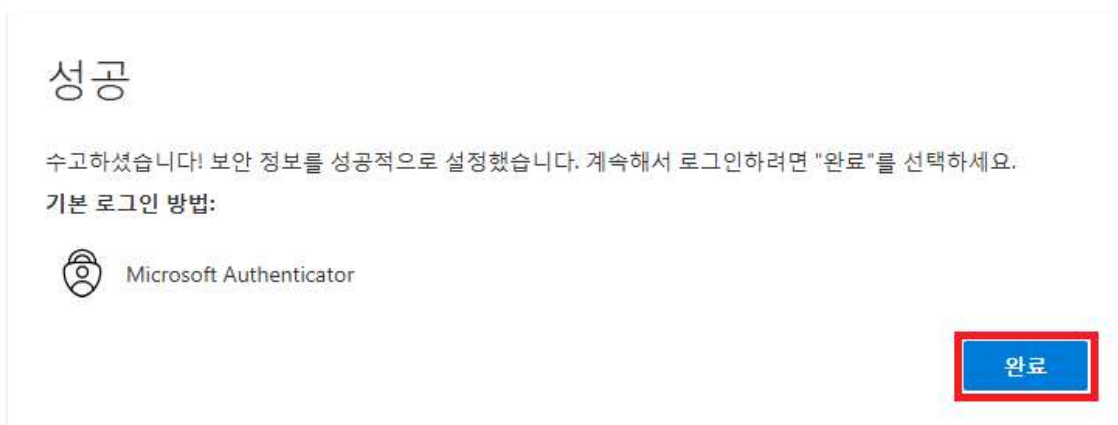 성공
수고하셨습니다! 보안 정보를 성공적으로 설정했습니다. 계속해서 로그인하려면 "완료"를 선택하세요.
기본 로그인 방법:
Microsoft Authenticator
완료